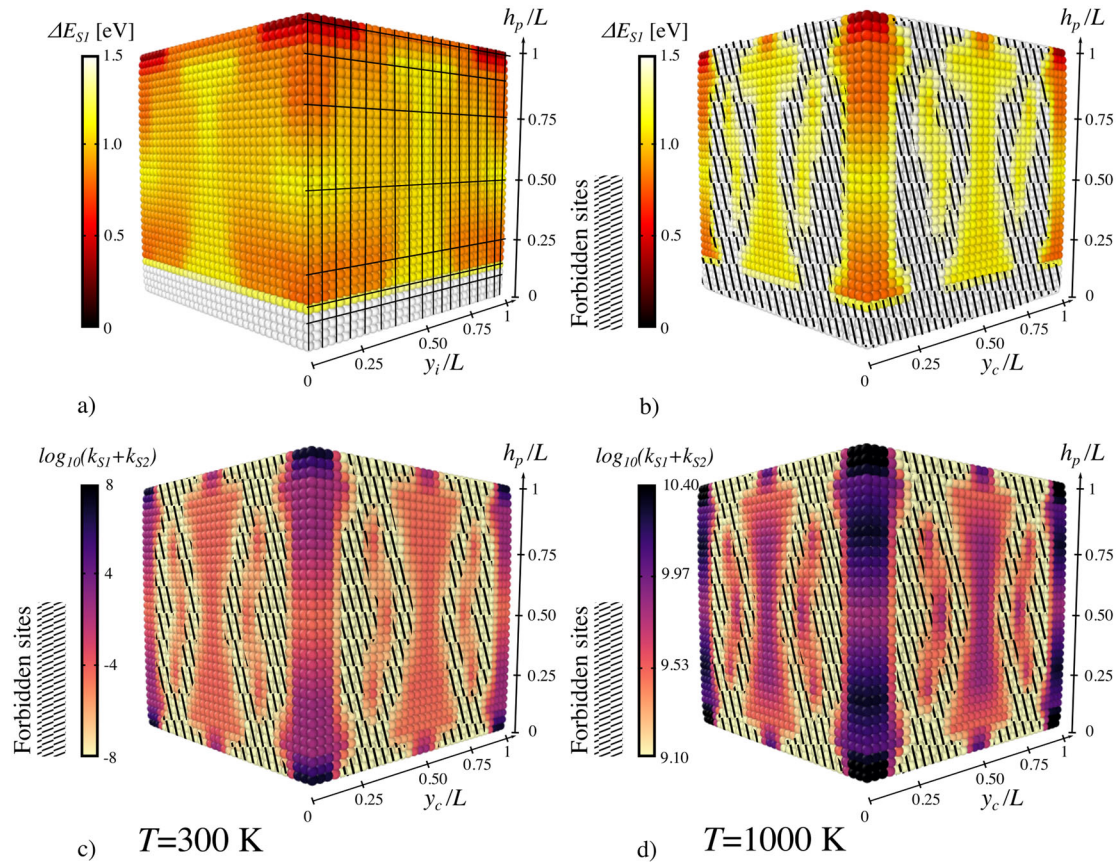 ΔE_S1 [eV]
1.5
1.0
0.5
0
h_p/L
1
0.75
0.50
0.25
0
0
0.25
0.50
0.75
1
y_i/L
a)
ΔE_S1 [eV]
1.5
1.0
0.5
0
Forbidden sites
h_p/L
1
0.75
0.50
0.25
0
0
0.25
0.50
0.75
1
y_c/L
b)
log10(k_S1+k_S2)
8
4
-4
-8
Forbidden sites
h_p/L
1
0.75
0.50
0.25
0
0
0.25
0.50
0.75
1
y_c/L
c) T=300 K
log10(k_S1+k_S2)
10.40
9.97
9.53
9.10
Forbidden sites
h_p/L
1
0.75
0.50
0.25
0
0
0.25
0.50
0.75
1
y_c/L
d) T=1000 K